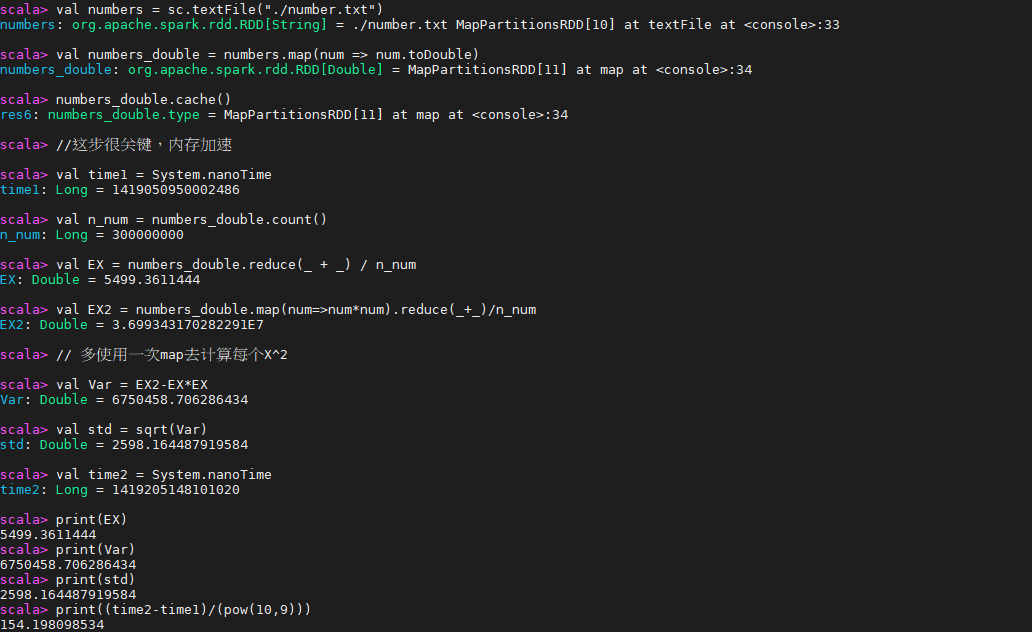 scala> val numbers = sc.textFile("./number.txt")
numbers: org.apache.spark.rdd.RDD[String] = ./number.txt MapPartitionsRDD[10] at textFile at <console>:33
scala> val numbers_double = numbers.map(num => num.toDouble)
numbers_double: org.apache.spark.rdd.RDD[Double] = MapPartitionsRDD[11] at map at <console>:34
scala> numbers_double.cache()
res6: numbers_double.type = MapPartitionsRDD[11] at map at <console>:34
scala> //这步很关键，内存加速
scala> val time1 = System.nanoTime
time1: Long = 1419050950002486
scala> val n_num = numbers_double.count()
n_num: Long = 300000000
scala> val EX = numbers_double.reduce(_ + _) / n_num
EX: Double = 5499.3611444
scala> val EX2 = numbers_double.map(num=>num*num).reduce(_+_)/n_num
EX2: Double = 3.699343170282291E7
scala> // 多使用一次map去计算每个X^2
scala> val Var = EX2-EX*EX
Var: Double = 6750458.706286434
scala> val std = sqrt(Var)
std: Double = 2598.164487919584
scala> val time2 = System.nanoTime
time2: Long = 1419205148101020
scala> print(EX)
5499.3611444
scala> print(Var)
6750458.706286434
scala> print(std)
2598.164487919584
scala> print((time2-time1)/(pow(10,9)))
154.198098534